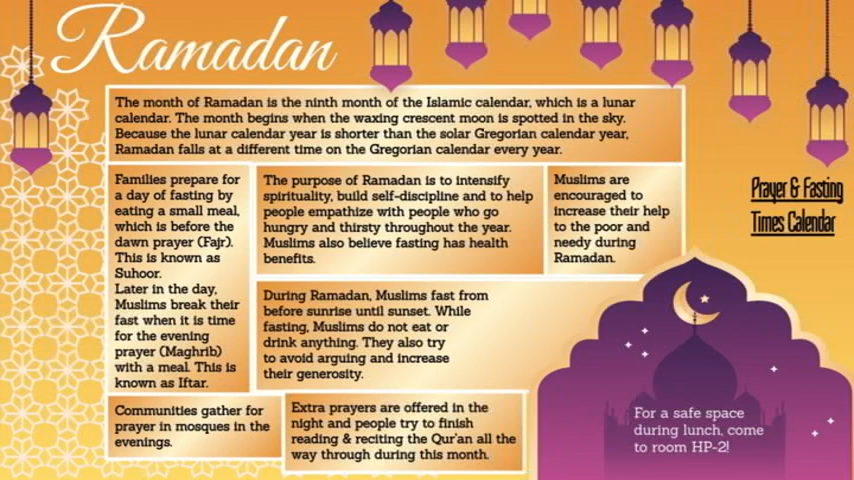 Ramadan
The month of Ramadan is the ninth month of the Islamic calendar, which is a lunar
calendar. The month begins when the waxing crescent moon is spotted in the sky.
Because the lunar calendar year is shorter than the solar Gregorian calendar year,
Ramadan falls at a different time on the Gregorian calendar every year.
Families prepare for
a day of fasting by
eating a small meal,
which is before the
dawn prayer (Fajr).
This is known as
Suhoor.
Later in the day,
Muslims break their
fast when it is time
for the evening
prayer (Maghrib)
with a meal. This is
known as Iftar.
The purpose of Ramadan is to intensify
spirituality, build self-discipline and to help
people empathize with people who go
hungry and thirsty throughout the year.
Muslims also believe fasting has health
benefits.
Muslims are
encouraged to
increase their help
to the poor and
needy during
Ramadan.
Prayer & Fasting
Times Calendar
During Ramadan, Muslims fast from
before sunrise until sunset. While
fasting, Muslims do not eat or
drink anything. They also try
to avoid arguing and increase
their generosity.
Communities gather for
prayer in mosques in the
evenings.
Extra prayers are offered in the
night and people try to finish
reading & reciting the Qur'an all the
way through during this month.
For a safe space
during lunch, come
to room HP-2!